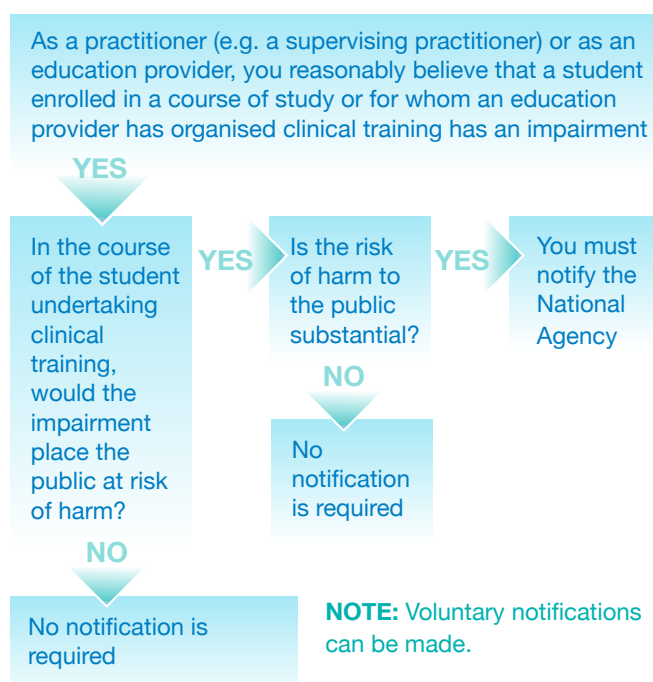 As a practitioner (e.g. a supervising practitioner) or as an
education provider, you reasonably believe that a student
enrolled in a course of study or for whom an education
provider has organised clinical training has an impairment
YES
In the course
of the student
undertaking
clinical
training,
would the
impairment
place the
public at risk
of harm?
YES
Is the risk
of harm to
the public
substantial?
YES
You must
notify the
National
Agency
NO
No
notification
is required
NO
No notification is
required
NOTE: Voluntary notifications
can be made.